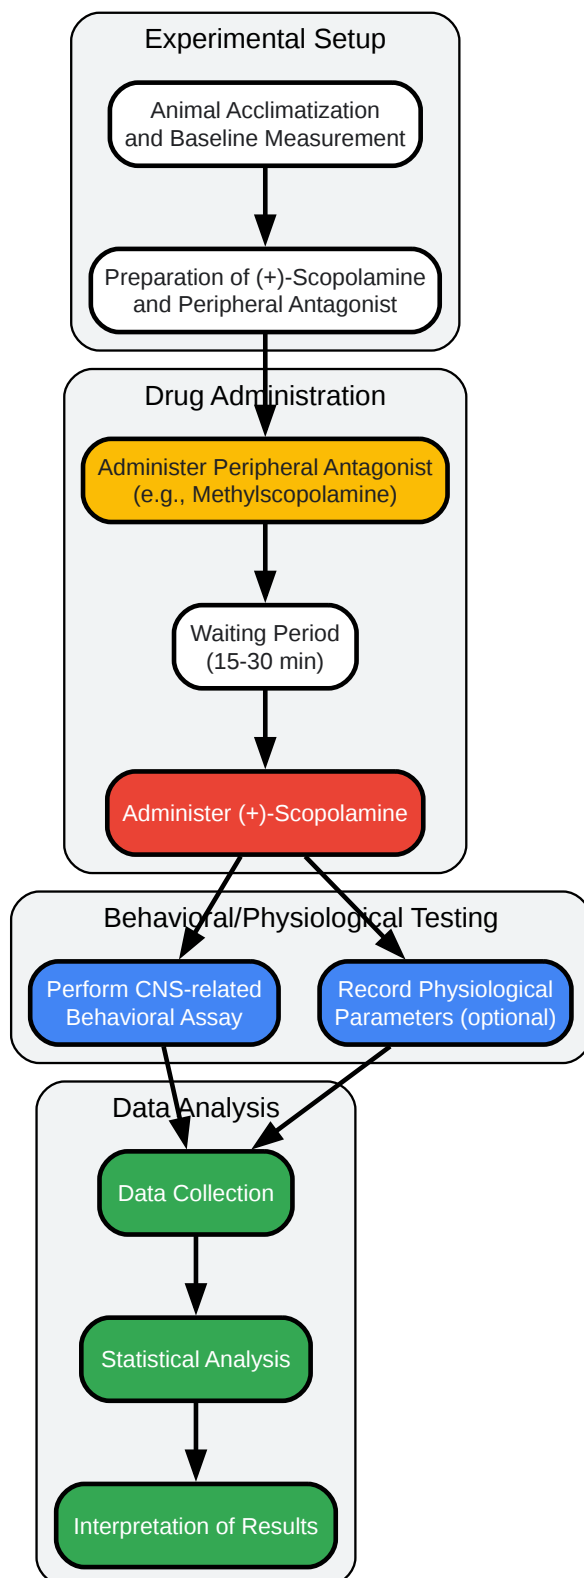 Experimental Setup
Animal Acclimatization
and Baseline Measurement
Preparation of (+)-Scopolamine
and Peripheral Antagonist
Drug Administration
Administer Peripheral Antagonist
(e.g., Methylscopolamine)
Waiting Period
(15-30 min)
Administer (+)-Scopolamine
Behavioral/Physiological Testing
Perform CNS-related
Behavioral Assay
Record Physiological
Parameters (optional)
Data Analysis
Data Collection
Statistical Analysis
Interpretation of Results